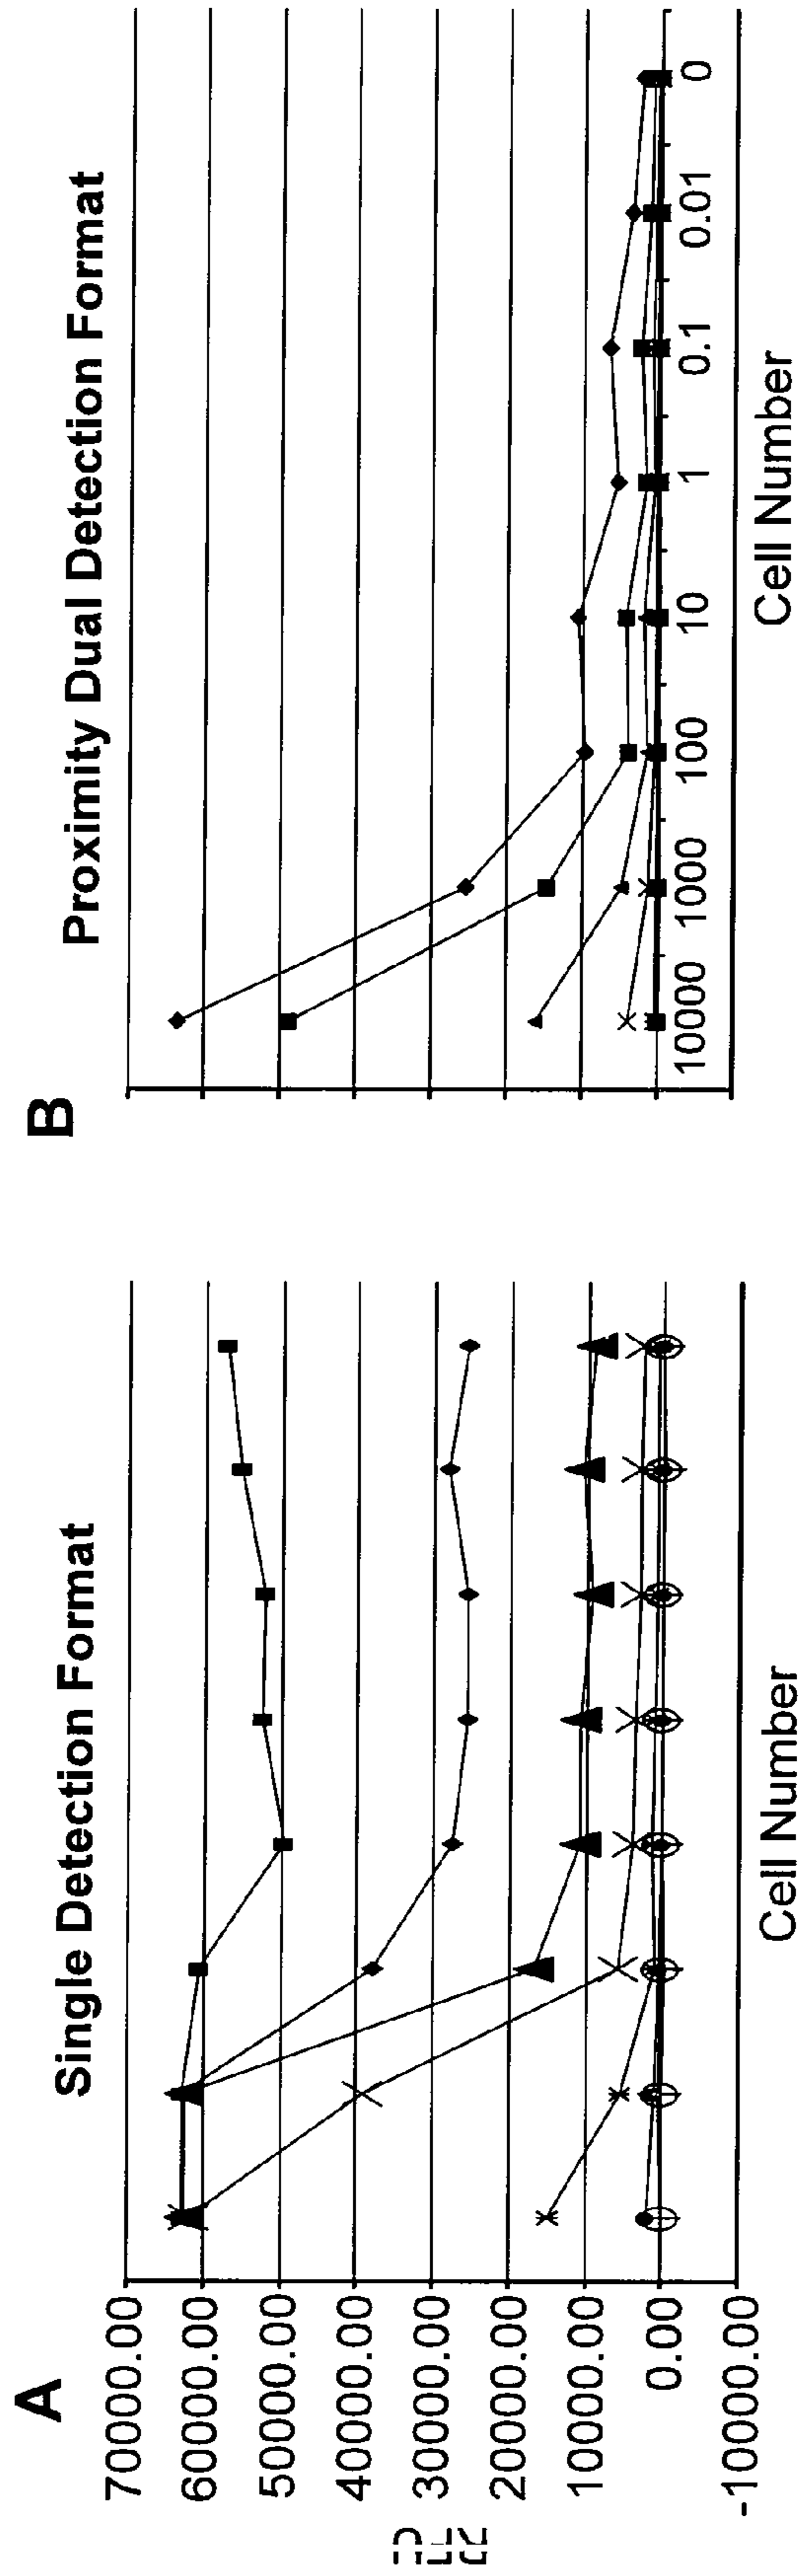 A
Single Detection Format
70000.00
60000.00
50000.00
40000.00
30000.00
20000.00
10000.00
0.00
-10000.00
Cell Number
B
Proximity Dual Detection Format
10000
1000
100
10
1
0.1
0.01
0
Cell Number